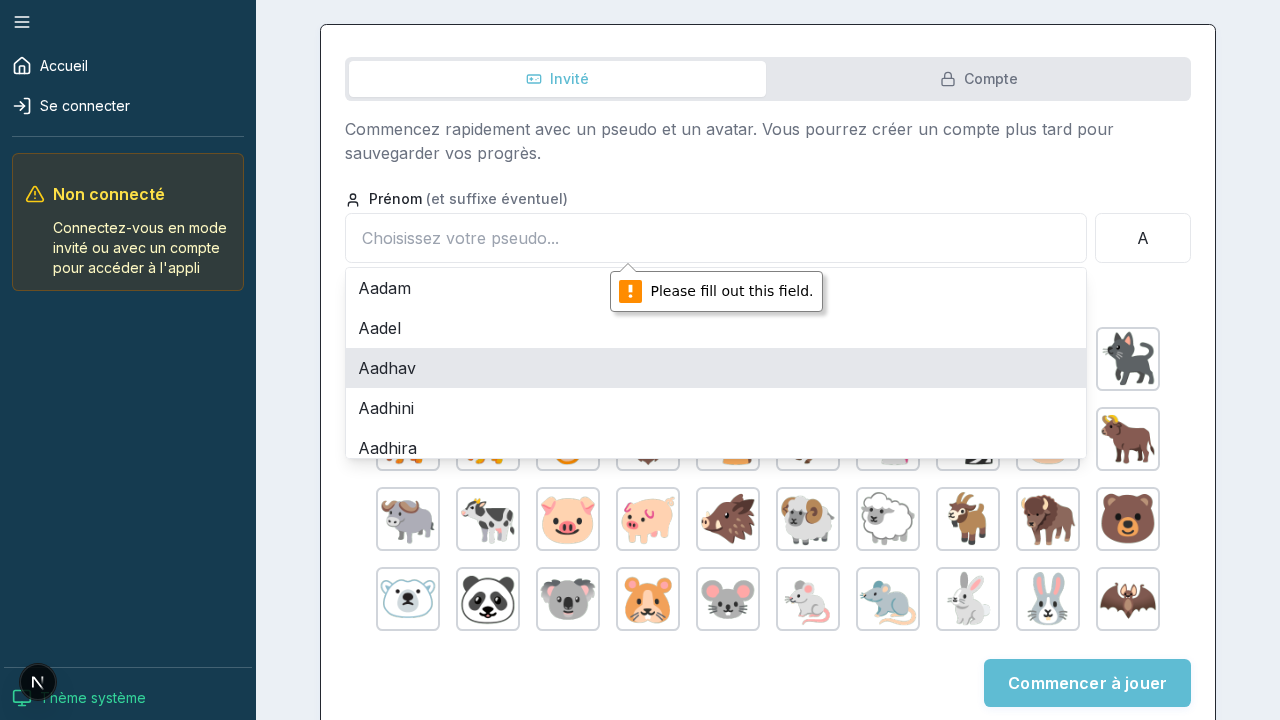 Accueil
Se connecter
Non connecté
Connectez-vous en mode
invité ou avec un compte
pour accéder à l'appli
N
Thème système
Invité
Compte
Commencez rapidement avec un pseudo et un avatar. Vous pourrez créer un compte plus tard pour
sauvegarder vos progrès.
Prénom (et suffixe éventuel)
Choisissez votre pseudo...
A
Please fill out this field.
Aadam
Aadel
Aadhav
Aadhini
Aadhira
Commencer à jouer